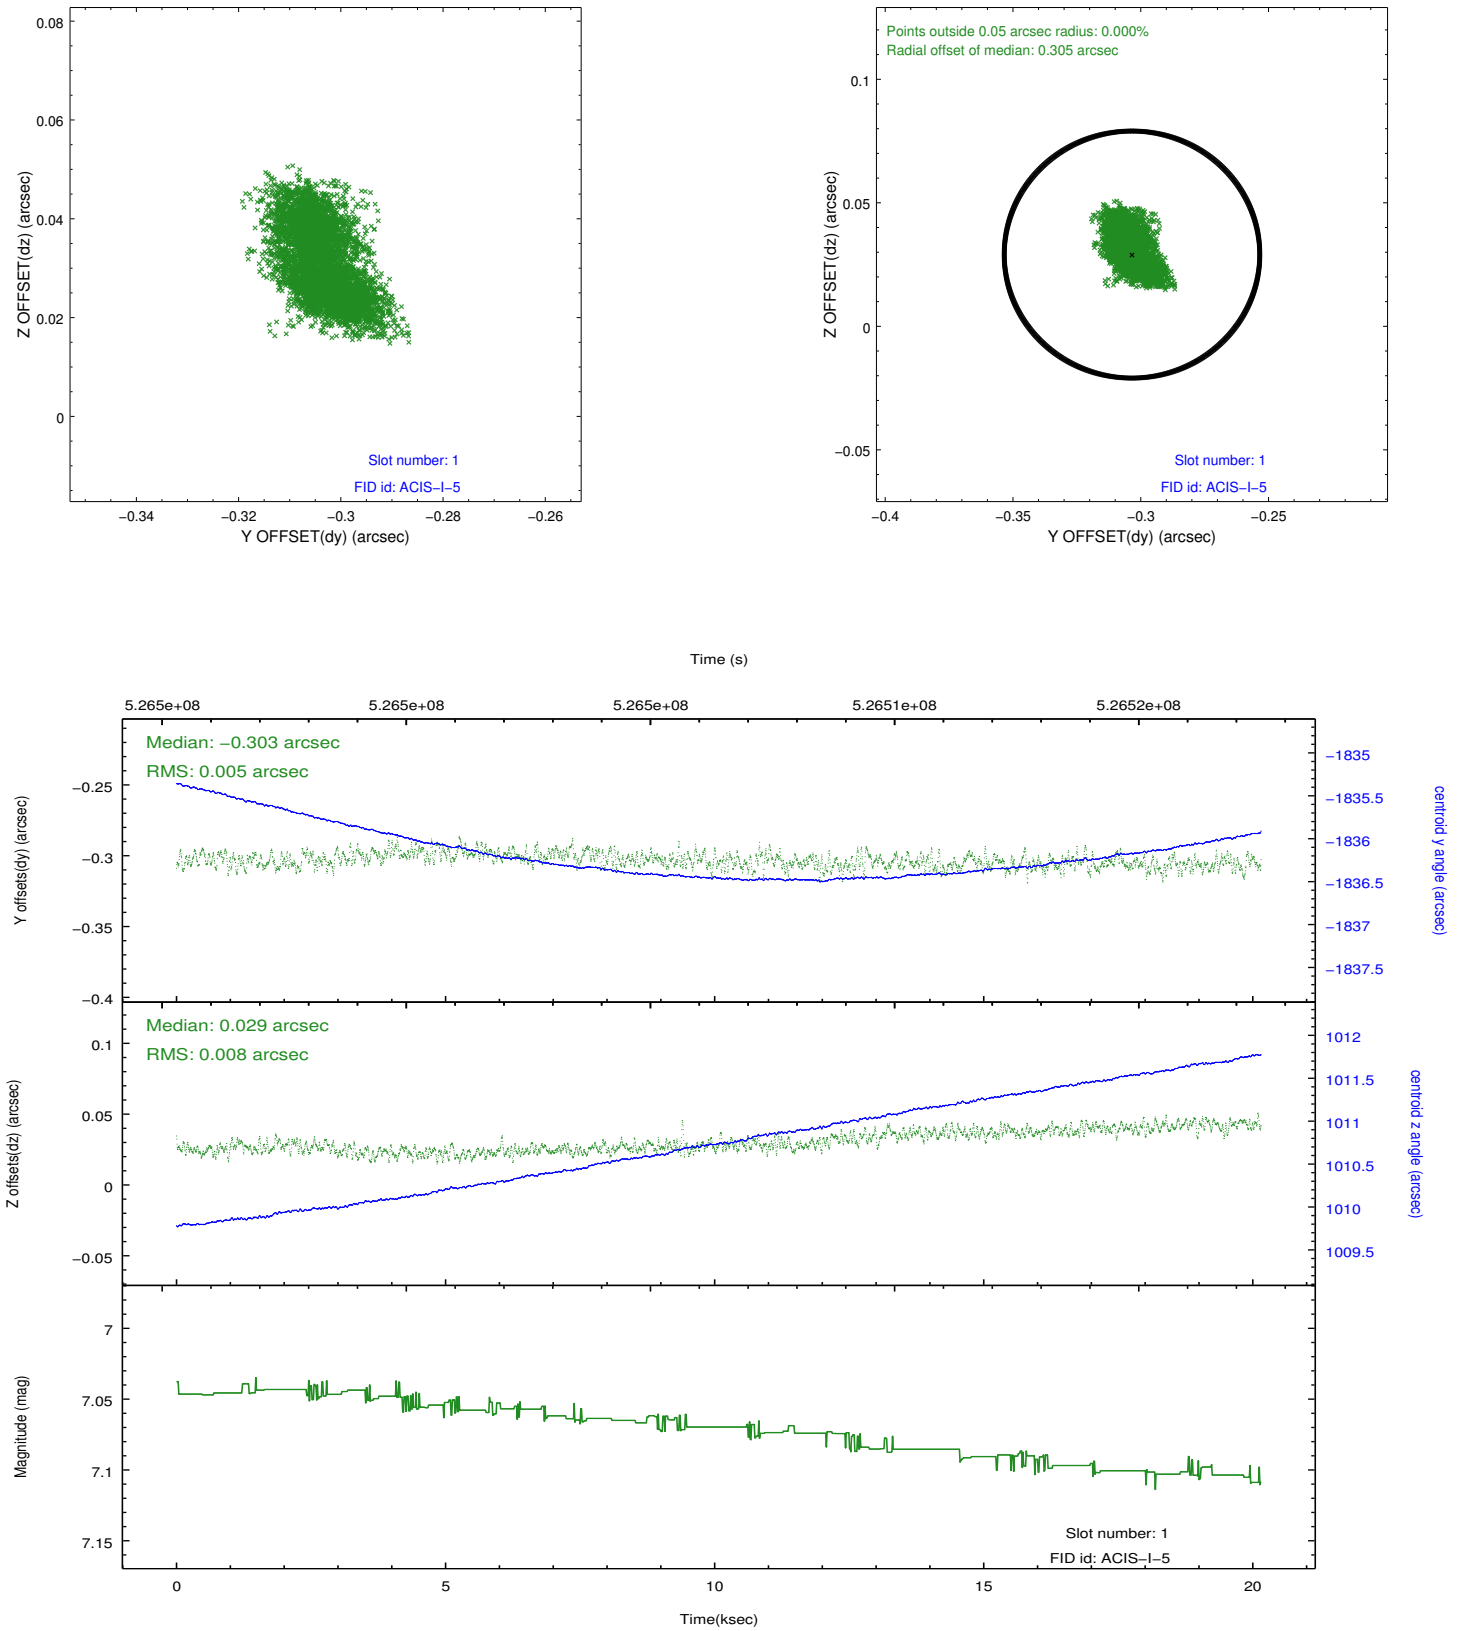 0.08
0.06
0.04
0.02
0
Z OFFSET(dz) (arcsec)
Slot number: 1
FID id: ACIS−I−5
−0.34
−0.32
−0.3
−0.28
−0.26
Y OFFSET(dy) (arcsec)
Points outside 0.05 arcsec radius: 0.000%
Radial offset of median: 0.305 arcsec
0.1
0.05
0
−0.05
Z OFFSET(dz) (arcsec)
Slot number: 1
FID id: ACIS−I−5
−0.4
−0.35
−0.3
−0.25
Y OFFSET(dy) (arcsec)
Time (s)
5.265e+08
5.265e+08
5.265e+08
5.2651e+08
5.2652e+08
Median: −0.303 arcsec
RMS: 0.005 arcsec
−0.25
−0.3
−0.35
−0.4
Y offsets(dy) (arcsec)
−1835
−1835.5
−1836
−1836.5
−1837
−1837.5
centroid y angle (arcsec)
Median: 0.029 arcsec
RMS: 0.008 arcsec
0.1
0.05
0
−0.05
Z offsets(dz) (arcsec)
1012
1011.5
1011
1010.5
1010
1009.5
centroid z angle (arcsec)
7
7.05
7.1
7.15
Magnitude (mag)
Slot number: 1
FID id: ACIS−I−5
0
5
10
15
20
Time(ksec)